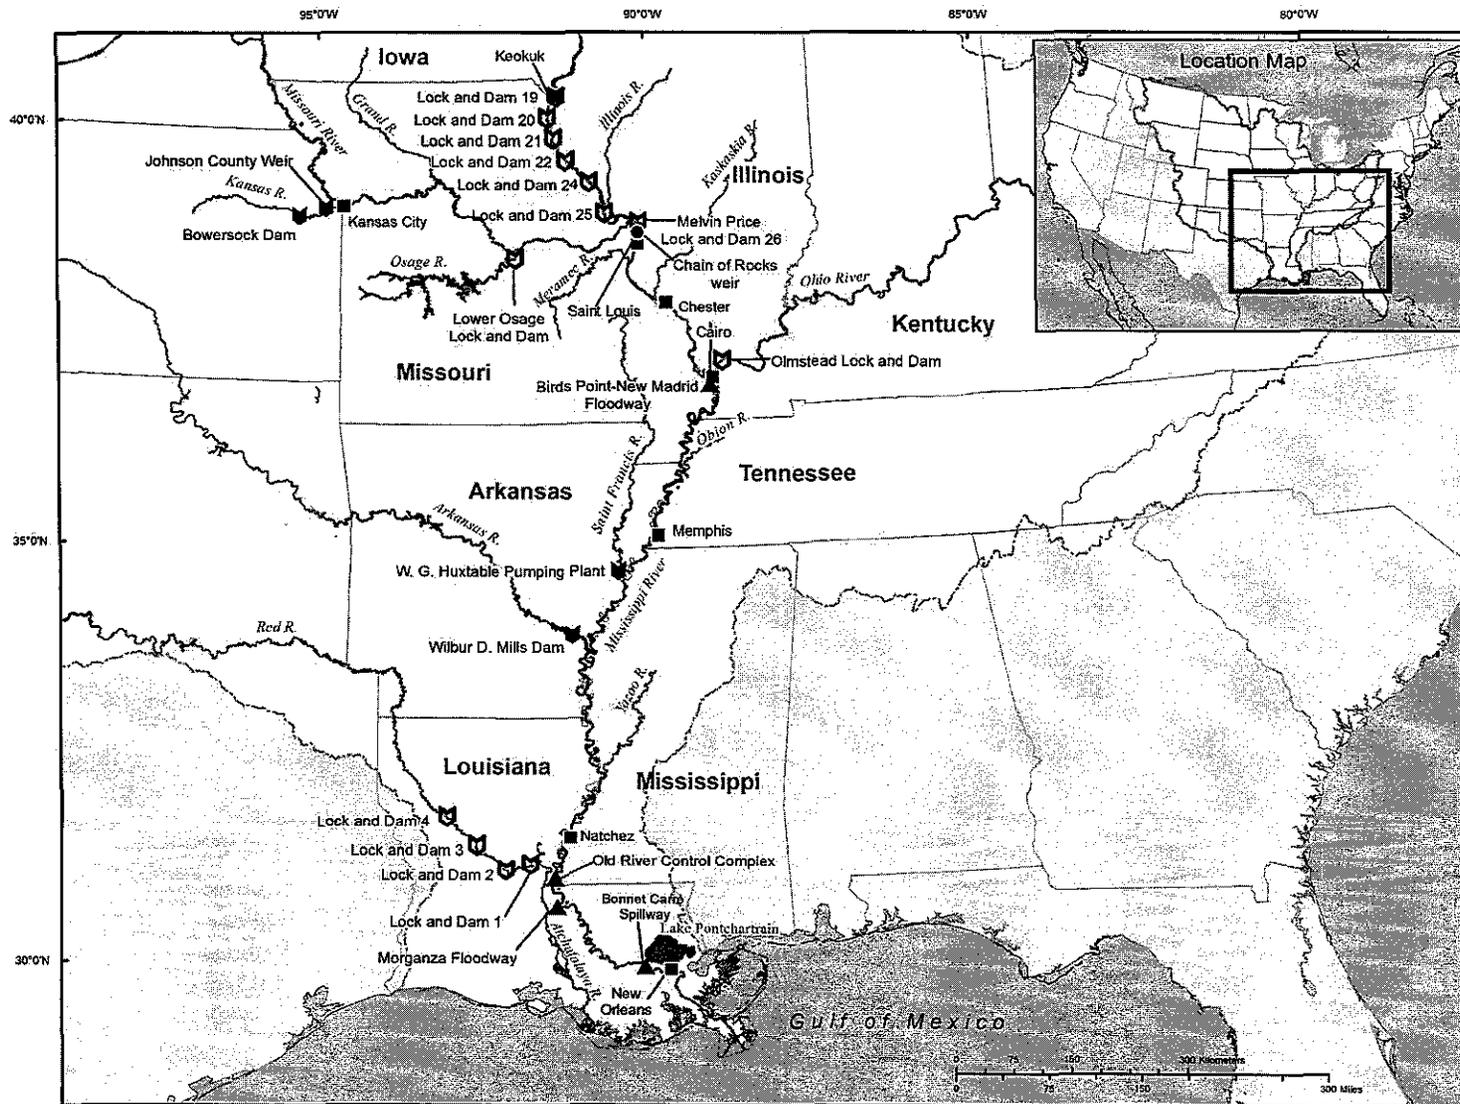 95°0'W
90°0'W
85°0'W
80°0'W
Iowa
Keokuk
Location Map
Missouri River
Grand R.
Lock and Dam 19
Illinois R.
40°0'N
Lock and Dam 20
Lock and Dam 21
Kaskaskia R.
Johnson County Weir
Lock and Dam 22
Illinois
Kansas R.
Lock and Dam 24
Kansas City
Lock and Dam 25
Melvin Price
Lock and Dam 26
Bowersock Dam
Osage R.
Meramec R.
Chain of Rocks
weir
Ohio River
Saint Louis
Chester
Lower Osage
Lock and Dam
Cairo
Kentucky
Missouri
Olmstead Lock and Dam
Birds Point-New Madrid
Floodway
Obion R.
Saint Francis R.
Tennessee
Arkansas
Arkansas R.
Memphis
35°0'N
W. G. Huxtable Pumping Plant
Mississippi River
Red R.
Wilbur D. Mills Dam
Yazoo R.
Louisiana
Mississippi
Lock and Dam 4
Natchez
Lock and Dam 3
Old River Control Complex
Lock and Dam 2
Bonnet Carre
Spillway
Lock and Dam 1
Lake Pontchartrain
Atchafalaya R.
Morganza Floodway
30°0'N
New
Orleans
Gulf of Mexico
0 75 150 300 Kilometers
0 75 150 300 Miles